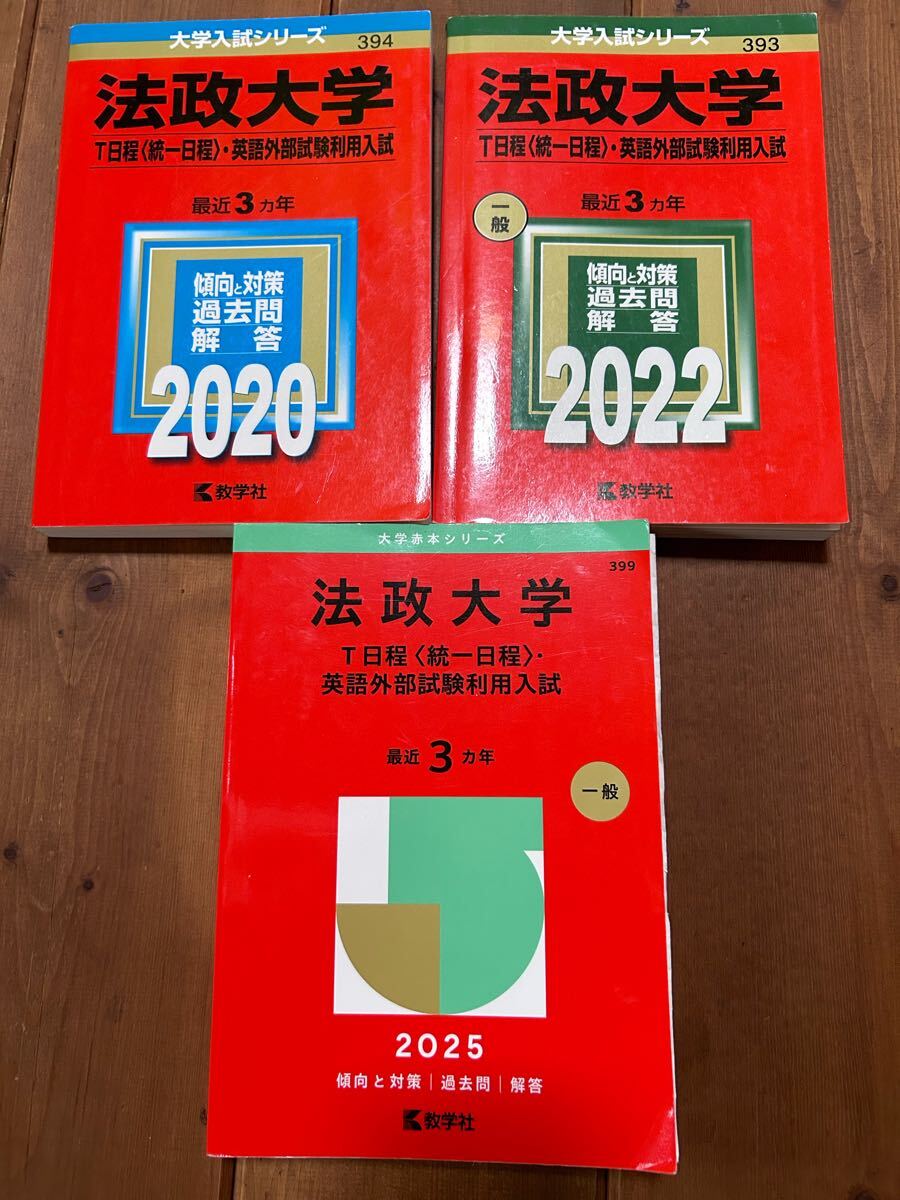 大学入試シリーズ
394
法政大学
T日程〈統一日程〉・英語外部試験利用入試
最近3カ年
傾向と対策
過去問
解答
2020
教学社
大学入試シリーズ
393
法政大学
T日程〈統一日程〉・英語外部試験利用入試
一般
最近3カ年
傾向と対策
過去問
解答
2022
教学社
大学赤本シリーズ
399
法政大学
T日程〈統一日程〉・
英語外部試験利用入試
最近3カ年
一般
2025
傾向と対策|過去問|解答
教学社